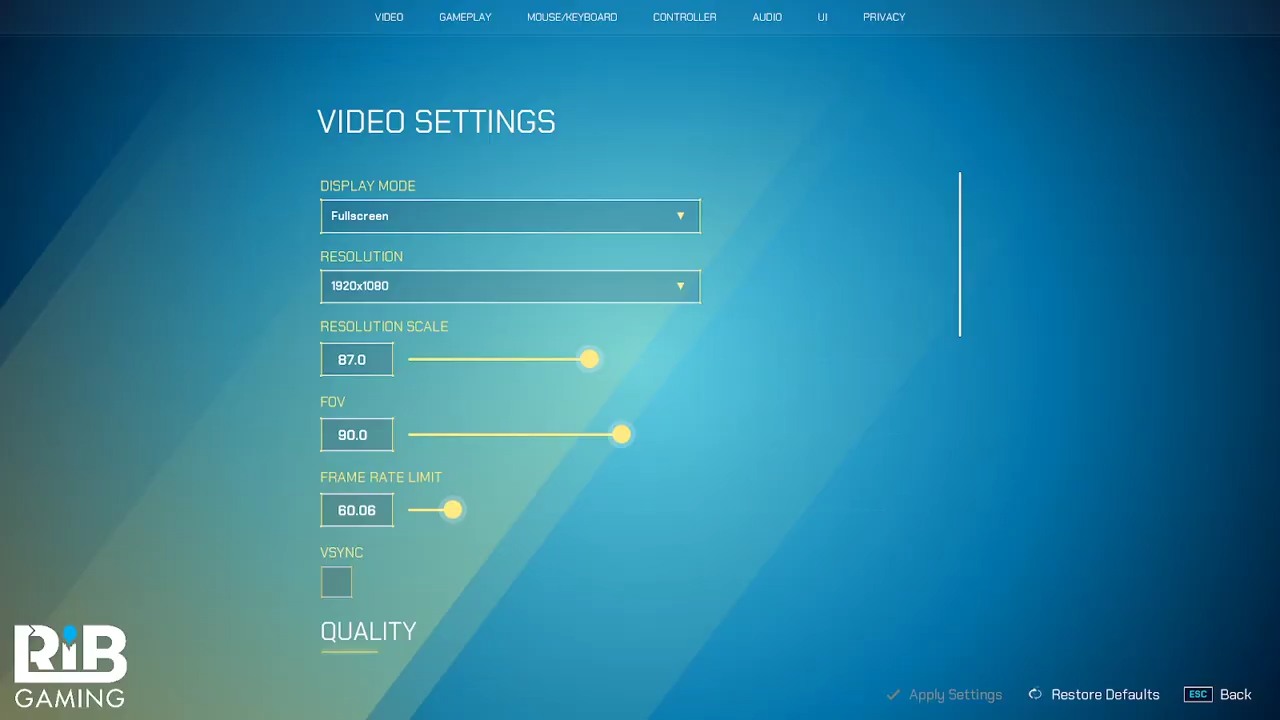 VIDEO GAMEPLAY MOUSE/KEYBOARD CONTROLLER AUDIO UI PRIVACY
VIDEO SETTINGS
DISPLAY MODE
Fullscreen
RESOLUTION
1920x1080
RESOLUTION SCALE
87.0
FOV
90.0
FRAME RATE LIMIT
60.06
VSYNC
QUALITY
RiB
GAMING
Apply Settings Restore Defaults ESC Back